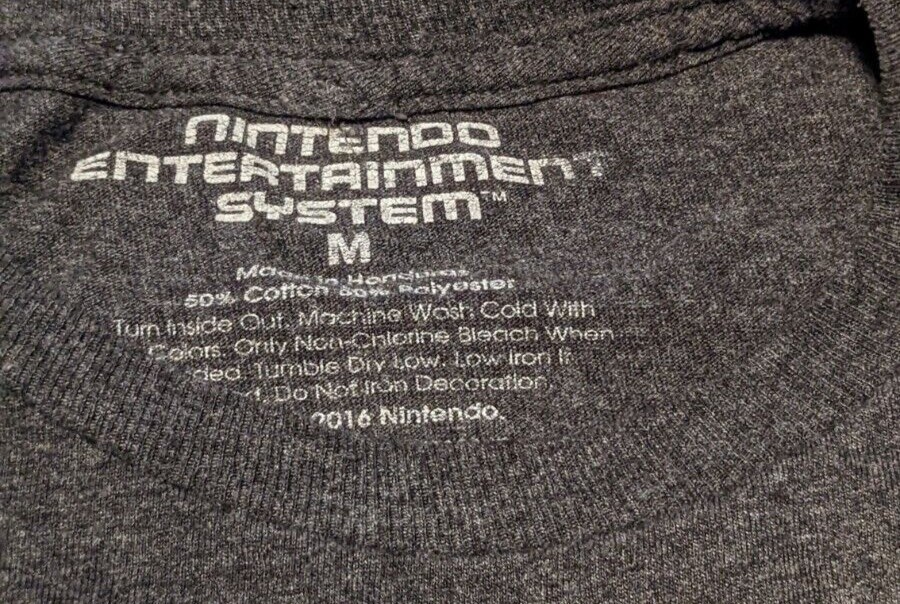 NINTENDO
ENTERTAINMENT
SYSTEM™
M
Made in Honduras
50% Cotton 50% Polyester
Turn Inside Out. Machine Wash Cold With
Colors. Only Non-Chlorine Bleach When
Tumble Dry Low. Low Iron If
Do Not Iron Decoration.
2016 Nintendo.